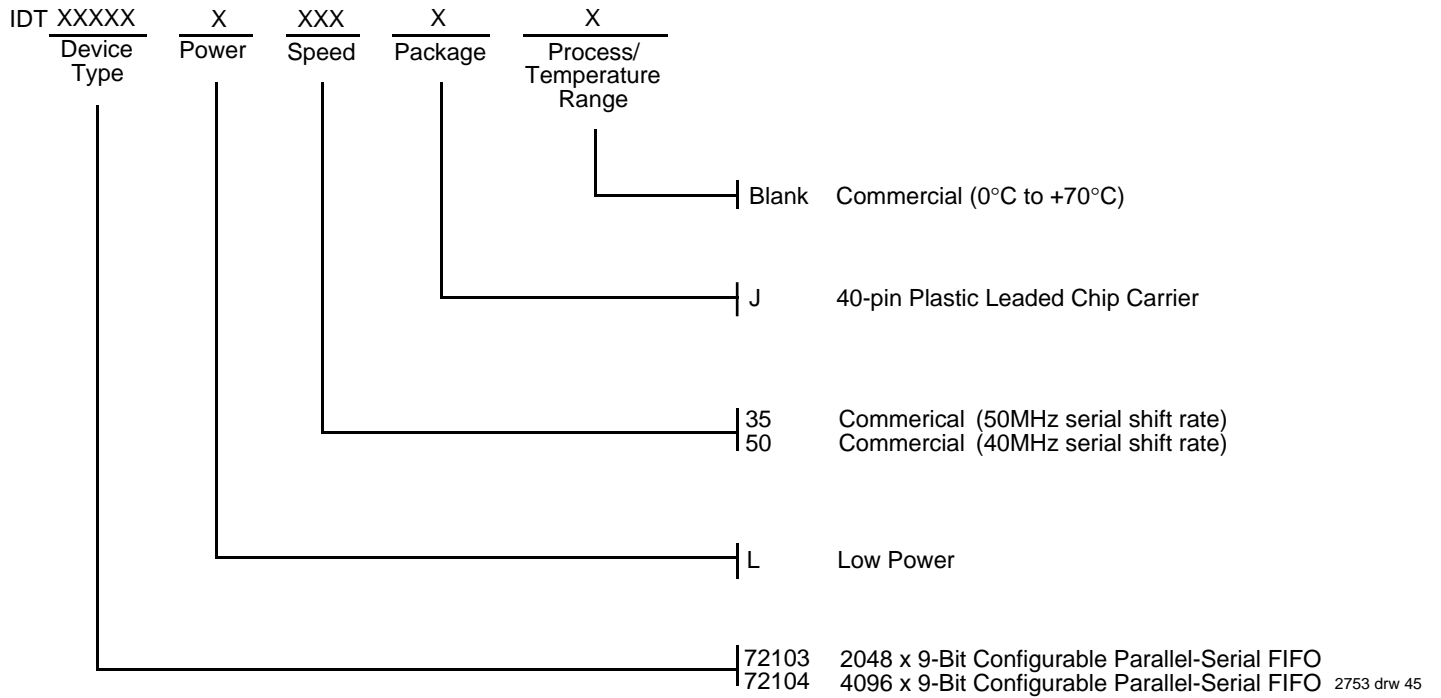 IDT XXXXX X XXX X X
Device Type
Power
Speed
Package
Process/
Temperature
Range
Blank Commercial (0°C to +70°C)
J 40-pin Plastic Leaded Chip Carrier
35 Commerical (50MHz serial shift rate)
50 Commercial (40MHz serial shift rate)
L Low Power
72103 2048 x 9-Bit Configurable Parallel-Serial FIFO
72104 4096 x 9-Bit Configurable Parallel-Serial FIFO
2753 drw 45